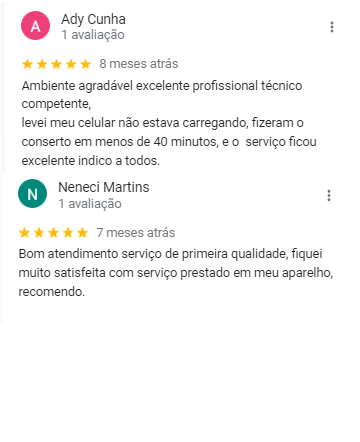 Ady Cunha
1 avaliação
8 meses atrás
Ambiente agradável excelente profissional técnico
competente,
levei meu celular não estava carregando, fizeram o
conserto em menos de 40 minutos, e o  serviço ficou
excelente indico a todos.
Neneci Martins
1 avaliação
7 meses atrás
Bom atendimento serviço de primeira qualidade, fiquei
muito satisfeita com serviço prestado em meu aparelho,
recomendo.